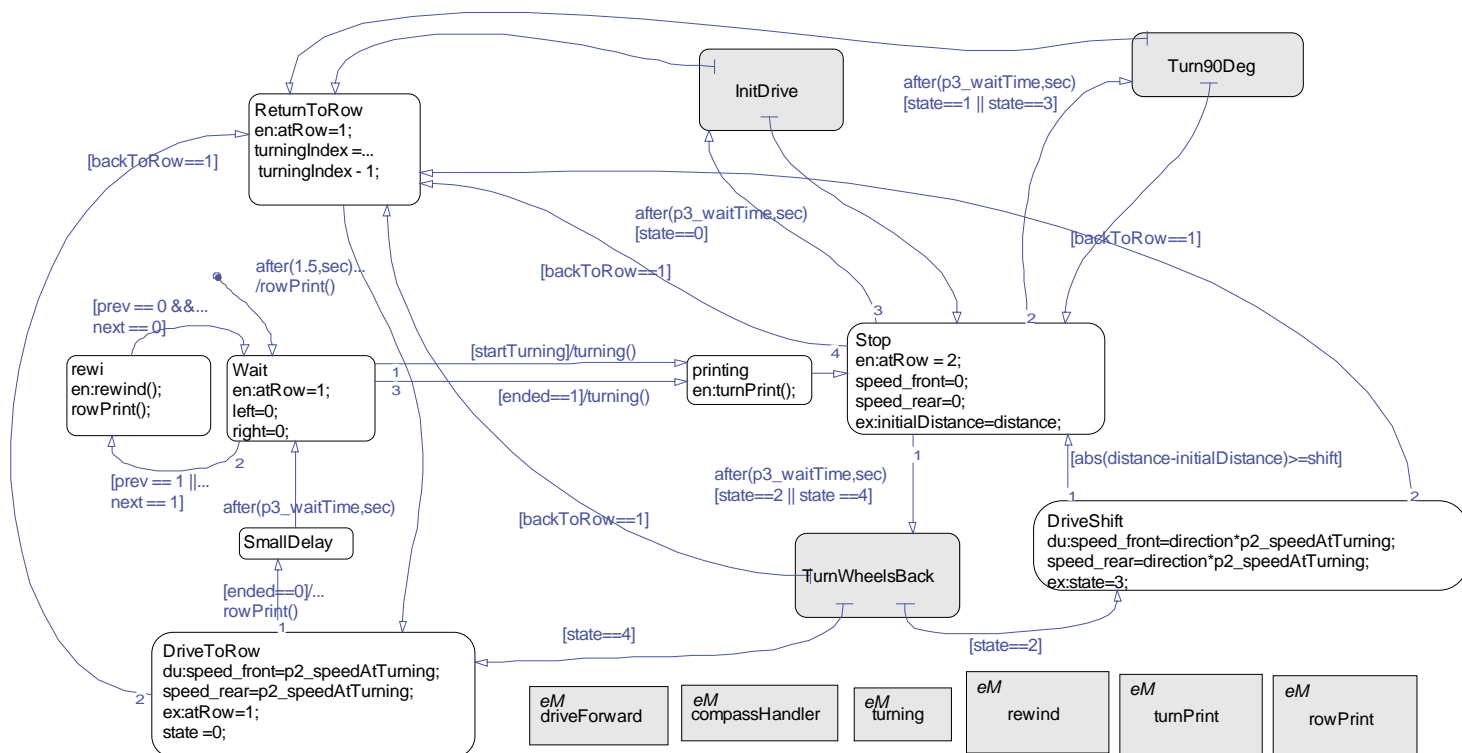 Turn90Deg
after(p3_waitTime,sec)
[state==1 || state==3]
InitDrive
ReturnToRow
en:atRow=1;
turningIndex =...
turningIndex - 1;
[backToRow==1]
after(p3_waitTime,sec)
[state==0]
[backToRow==1]
[backToRow==1]
after(1.5,sec)...
/rowPrint()
[prev == 0 &&...
next == 0]
3
2
4
rewi
en:rewind();
rowPrint();
Wait
en:atRow=1;
left=0;
right=0;
1
3
2
[startTurning]/turning()
[ended==1]/turning()
printing
en:turnPrint();
Stop
en:atRow = 2;
speed_front=0;
speed_rear=0;
ex:initialDistance=distance;
1
1
2
[abs(distance-initialDistance)>=shift]
after(p3_waitTime,sec)
[state==2 || state ==4]
[prev == 1 ||...
next == 1]
after(p3_waitTime,sec)
[backToRow==1]
SmallDelay
DriveShift
du:speed_front=direction*p2_speedAtTurning;
speed_rear=direction*p2_speedAtTurning;
ex:state=3;
TurnWheelsBack
[ended==0]/...
rowPrint()
1
2
[state==4]
[state==2]
DriveToRow
du:speed_front=p2_speedAtTurning;
speed_rear=p2_speedAtTurning;
ex:atRow=1;
state =0;
eM
driveForward
eM
compassHandler
eM
turning
eM
rewind
eM
turnPrint
eM
rowPrint